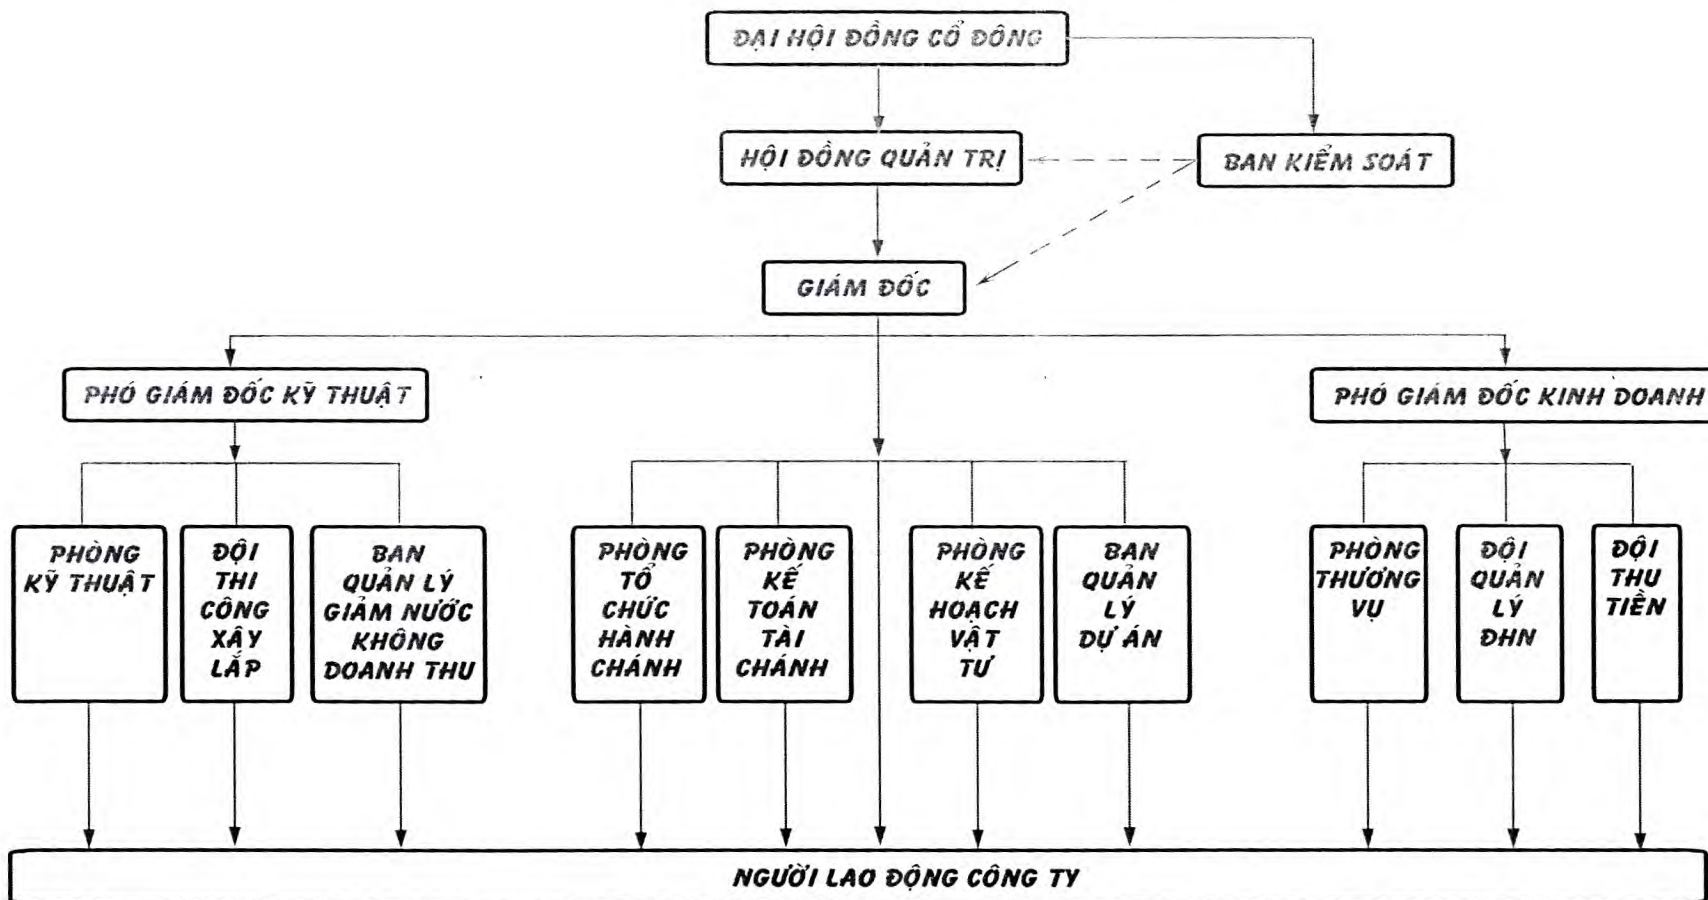 ĐẠI HỘI ĐỒNG CỔ ĐÔNG
HỘI ĐỒNG QUẢN TRỊ
BAN KIỂM SOÁT
GIÁM ĐỐC
PHÓ GIÁM ĐỐC KỸ THUẬT
PHÓ GIÁM ĐỐC KINH DOANH
PHÒNG
KỸ THUẬT
ĐỘI
THI
CÔNG
XÂY
LẮP
BAN
QUẢN LÝ
GIẢM NƯỚC
KHÔNG
DOANH THU
PHÒNG
TỔ
CHỨC
HÀNH
CHÁNH
PHÒNG
KẾ
TOÁN
TÀI
CHÁNH
PHÒNG
KẾ
HOẠCH
VẬT
TƯ
BAN
QUẢN
LÝ
DỰ ÁN
PHÒNG
THƯƠNG
VỤ
ĐỘI
QUẢN
LÝ
ĐHN
ĐỘI
THU
TIỀN
NGƯỜI LAO ĐỘNG CÔNG TY